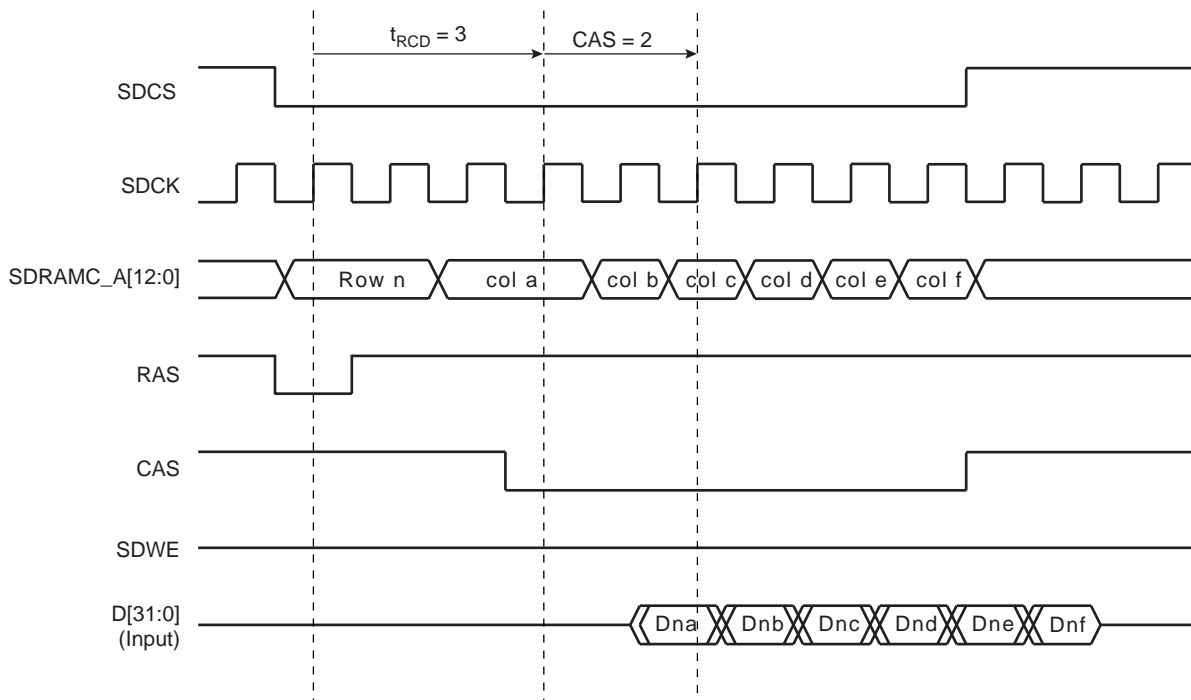 tRCD = 3
CAS = 2
SDCS
SDCK
SDRAMC_A[12:0]
Row n
col a
col b
col c
col d
col e
col f
RAS
CAS
SDWE
D[31:0]
(Input)
Dna
Dnb
Dnc
Dnd
Dne
Dnf